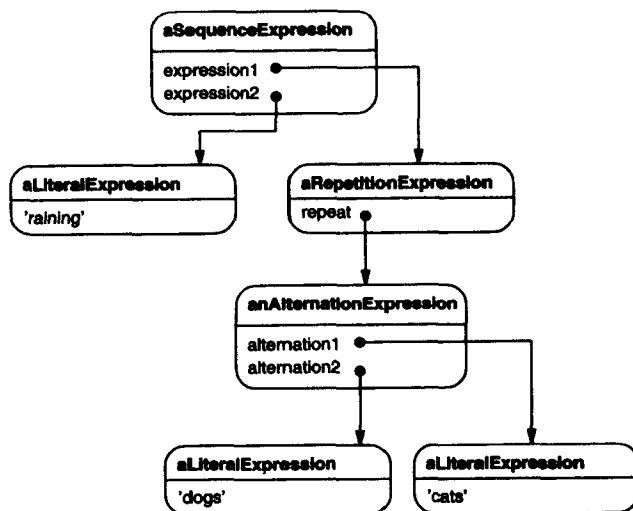 aSequenceExpression
expression1
expression2
aLiteralExpression
'raining'
aRepetitionExpression
repeat
anAlternationExpression
alternation1
alternation2
aLiteralExpression
'dogs'
aLiteralExpression
'cats'